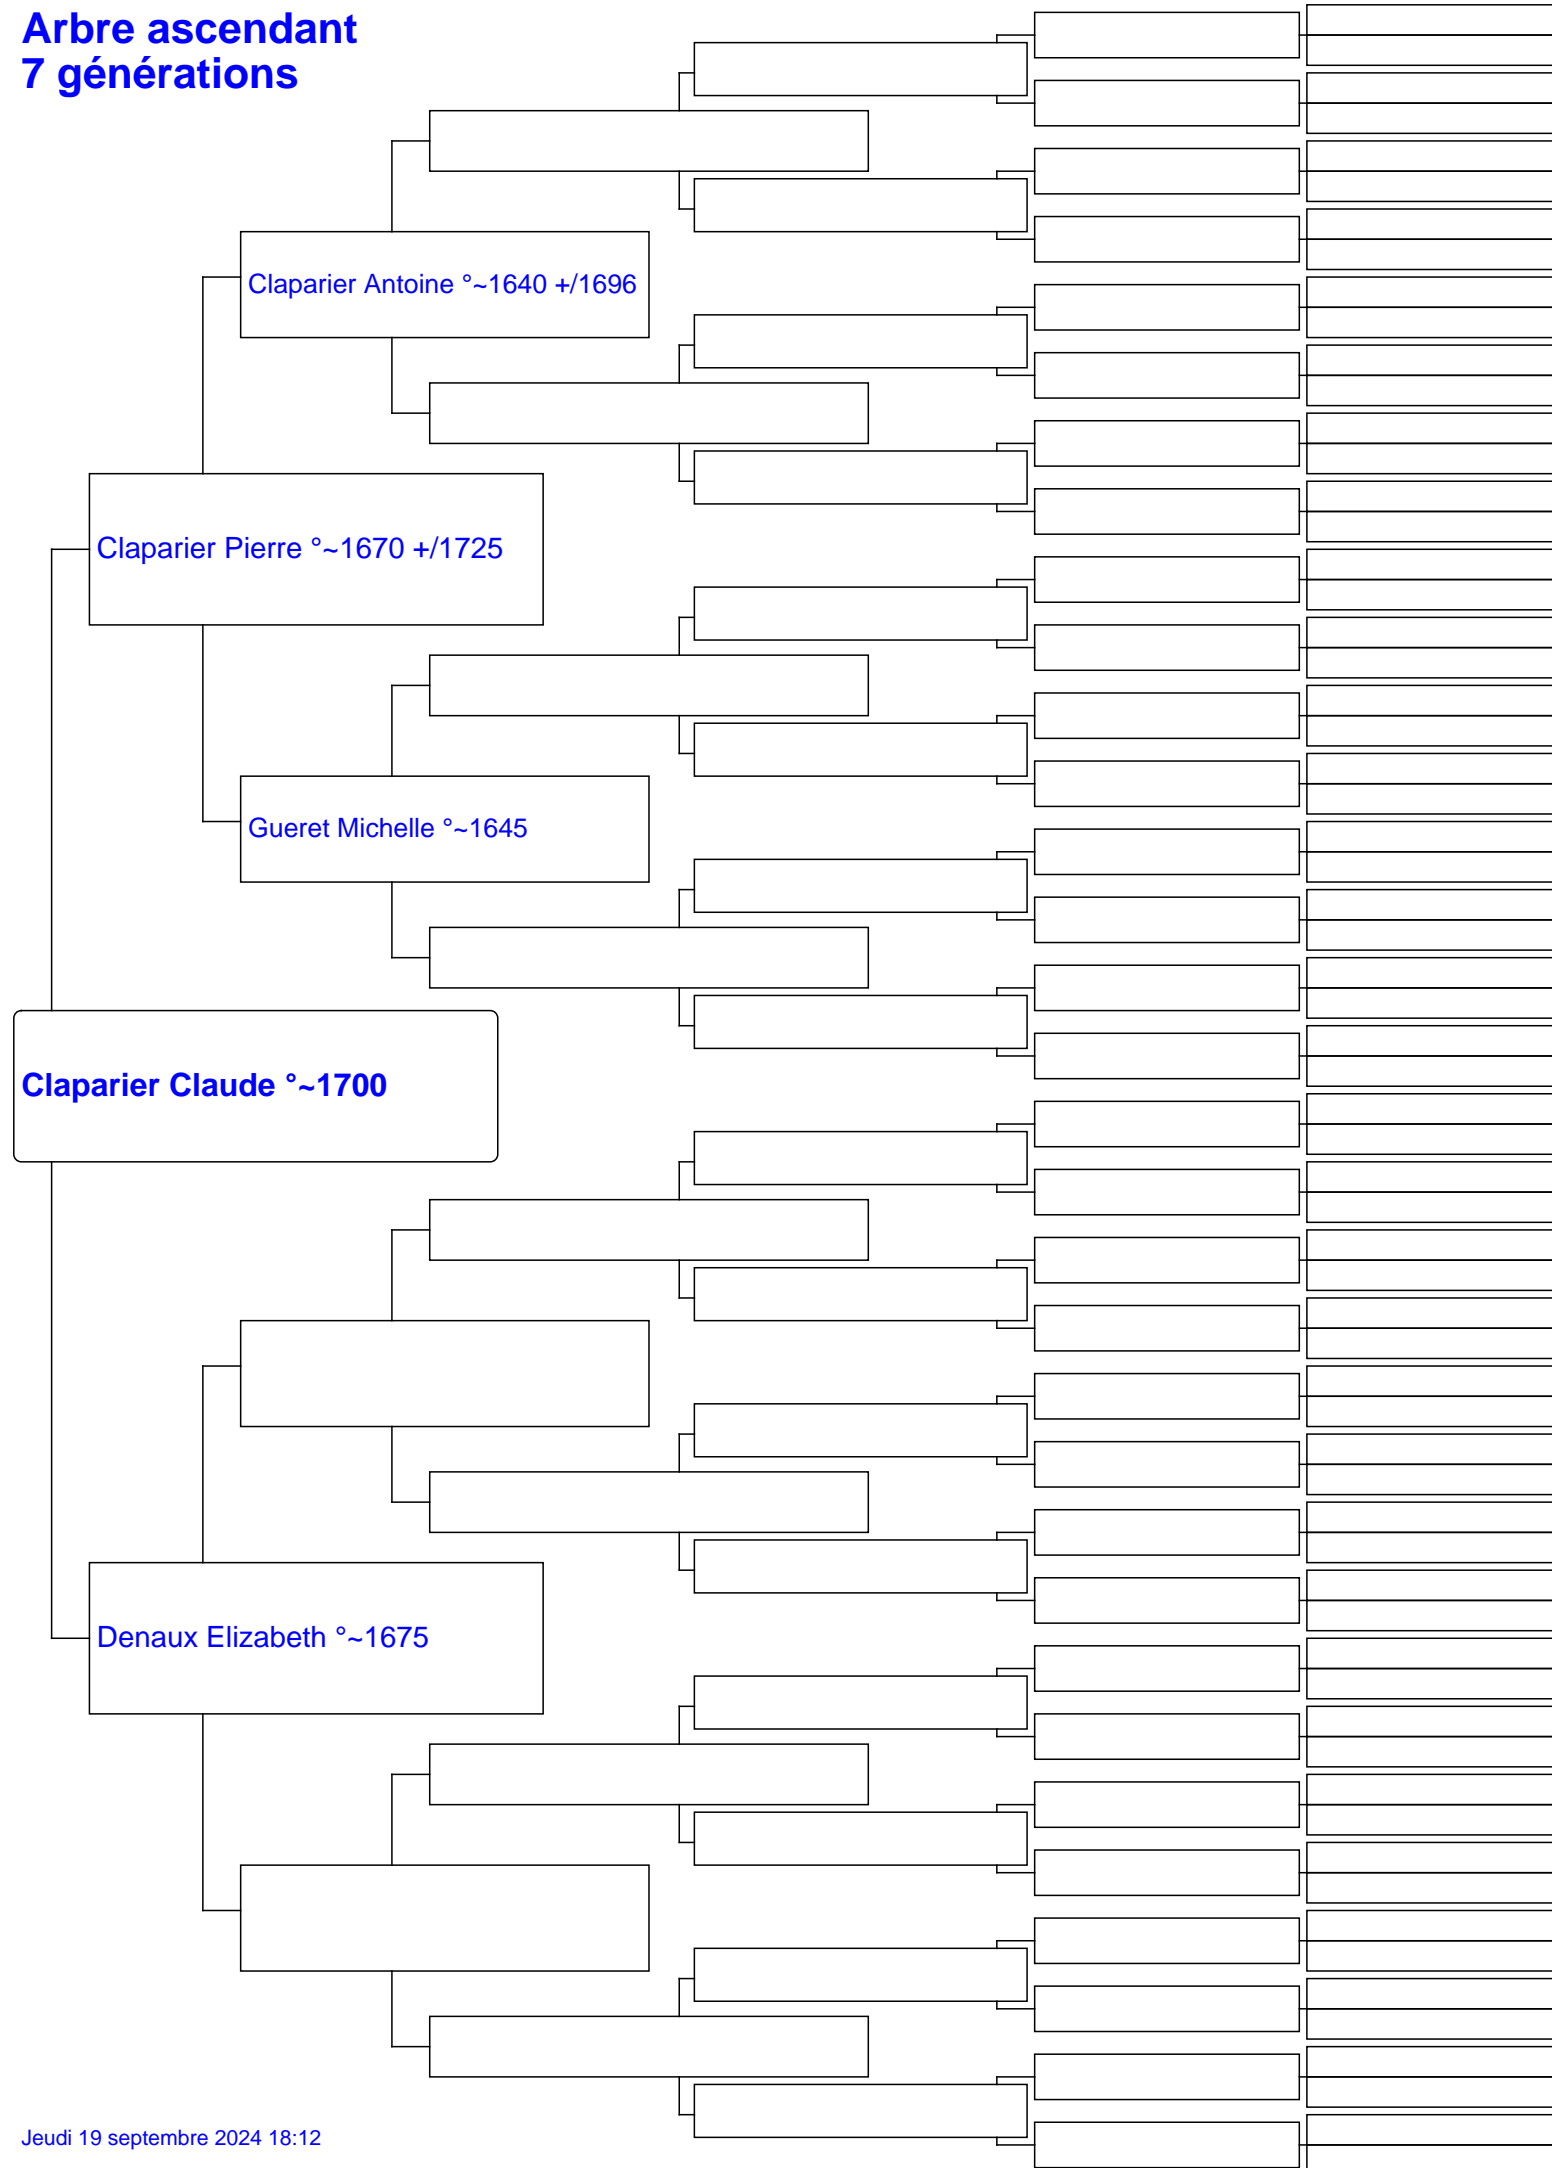 Arbre ascendant
7 générations
Claparier Antoine °~1640 +/1696
Claparier Pierre °~1670 +/1725
Gueret Michelle °~1645
Claparier Claude °~1700
Denaux Elizabeth °~1675
Jeudi 19 septembre 2024 18:12